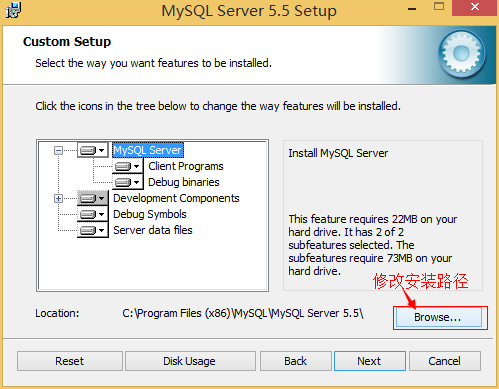 MySQL Server 5.5 Setup
Custom Setup
Select the way you want features to be installed.
Click the icons in the tree below to change the way features will be installed.
MySQL Server
Client Programs
Debug binaries
Development Components
Debug Symbols
Server data files
Install MySQL Server
This feature requires 22MB on your
hard drive. It has 2 of 2
subfeatures selected. The
subfeatures require 73MB on your
hard drive.
修改安装路径
Location: C:\Program Files (x86)\MySQL\MySQL Server 5.5\
Browse...
Reset Disk Usage Back Next Cancel